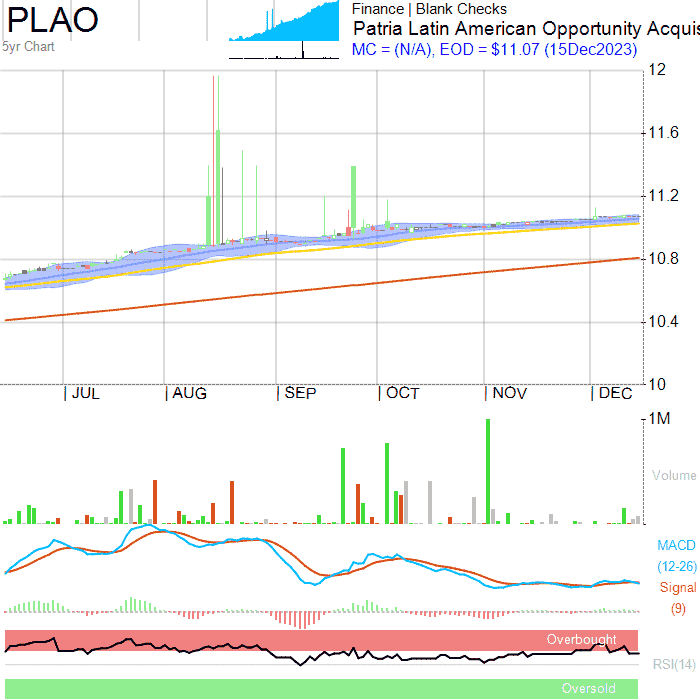 PLAO
5yr Chart
Finance | Blank Checks
Patria Latin American Opportunity Acquis
MC = (N/A), EOD = $11.07 (15Dec2023)
12
11.6
11.2
10.8
10.4
10
JUL AUG SEP OCT NOV DEC
1M
Volume
MACD
(12-26)
Signal
(9)
Overbought
RSI(14)
Oversold